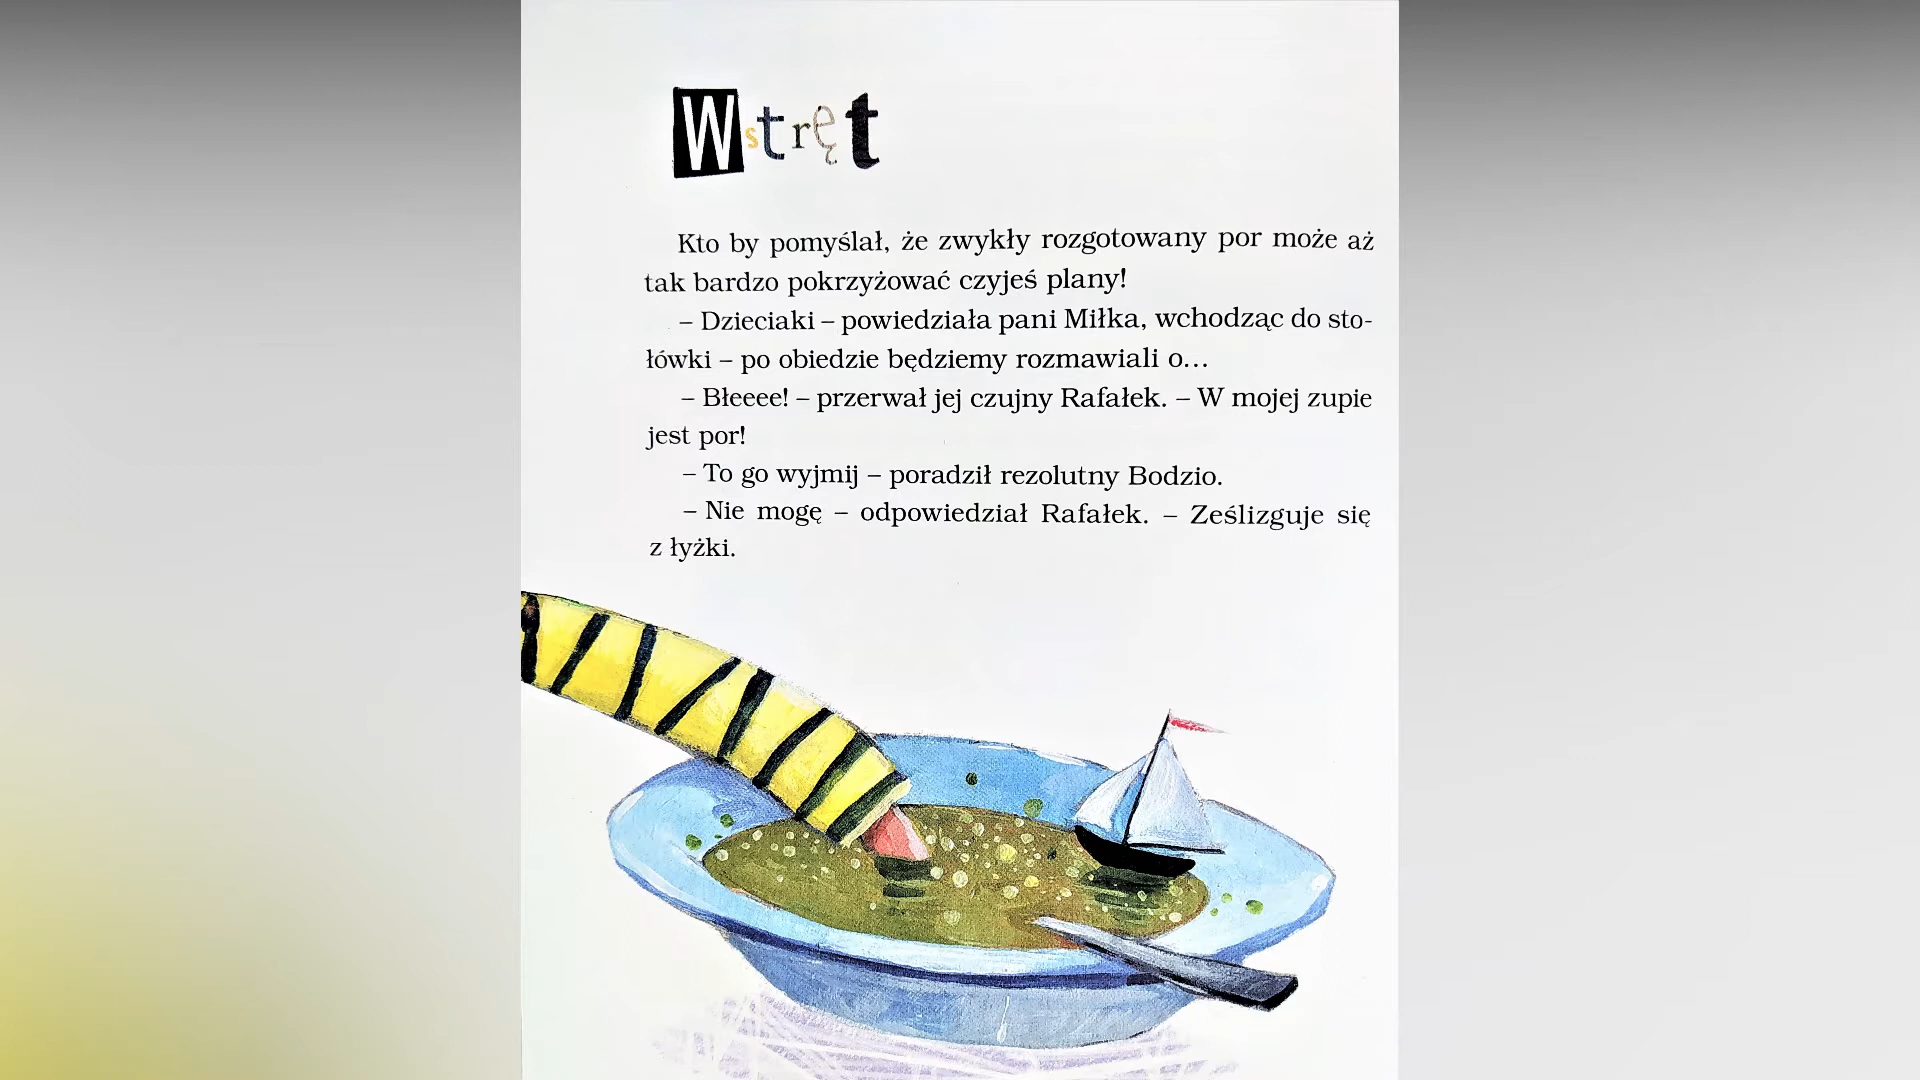 Wstręt
Kto by pomyślał, że zwykły rozgotowany por może aż
tak bardzo pokrzyżować czyjeś plany!
– Dzieciaki – powiedziała pani Miłka, wchodząc do sto-
łówki – po obiedzie będziemy rozmawiali o...
– Błeeee! – przerwał jej czujny Rafałek. – W mojej zupie
jest por!
– To go wyjmij – poradził rezolutny Bodzio.
– Nie mogę – odpowiedział Rafałek. – Ześlizguje się
z łyżki.